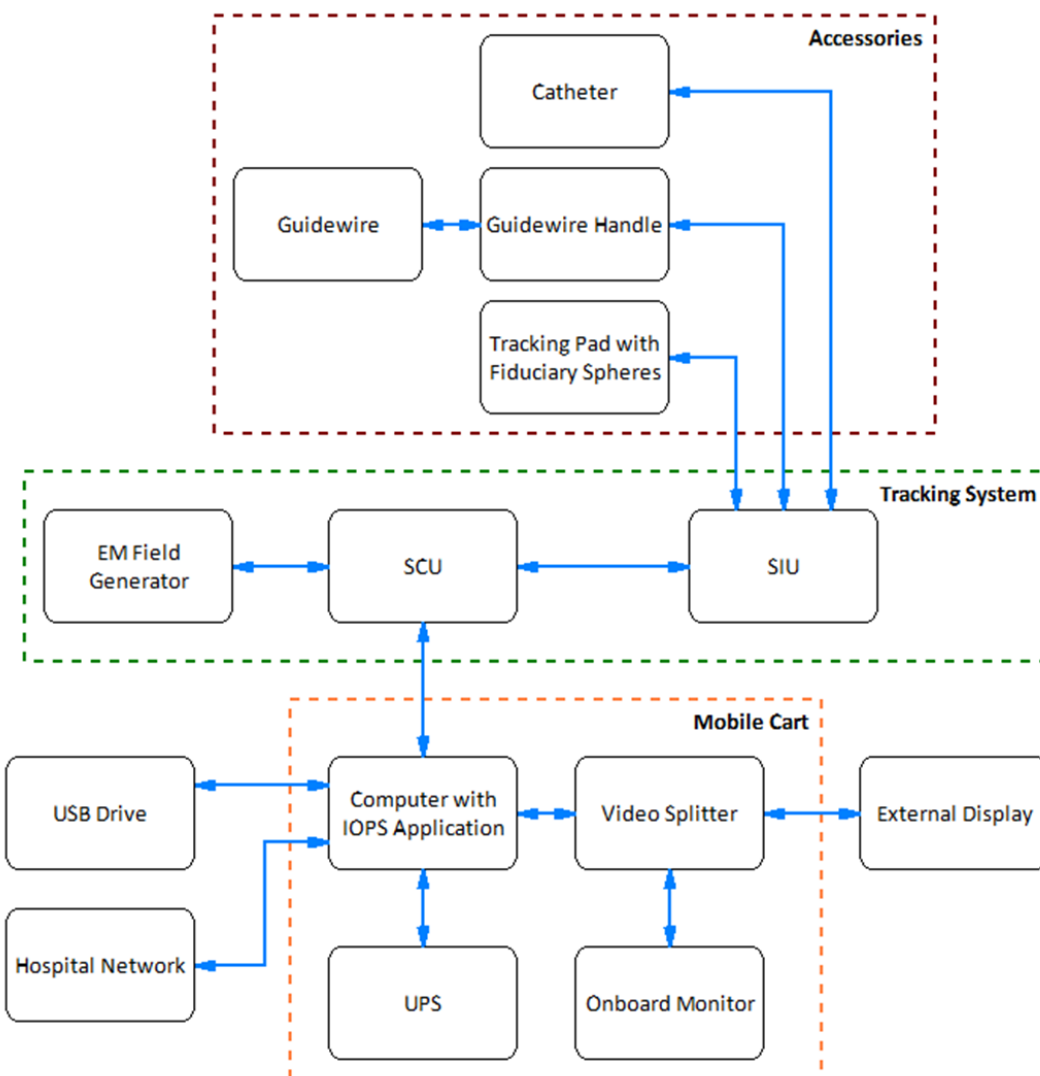 Accessories
Catheter
Guidewire
Guidewire Handle
Tracking Pad with
Fiduciary Spheres
Tracking System
EM Field
Generator
SCU
SIU
Mobile Cart
USB Drive
Computer with
IOPS Application
Video Splitter
External Display
Hospital Network
UPS
Onboard Monitor